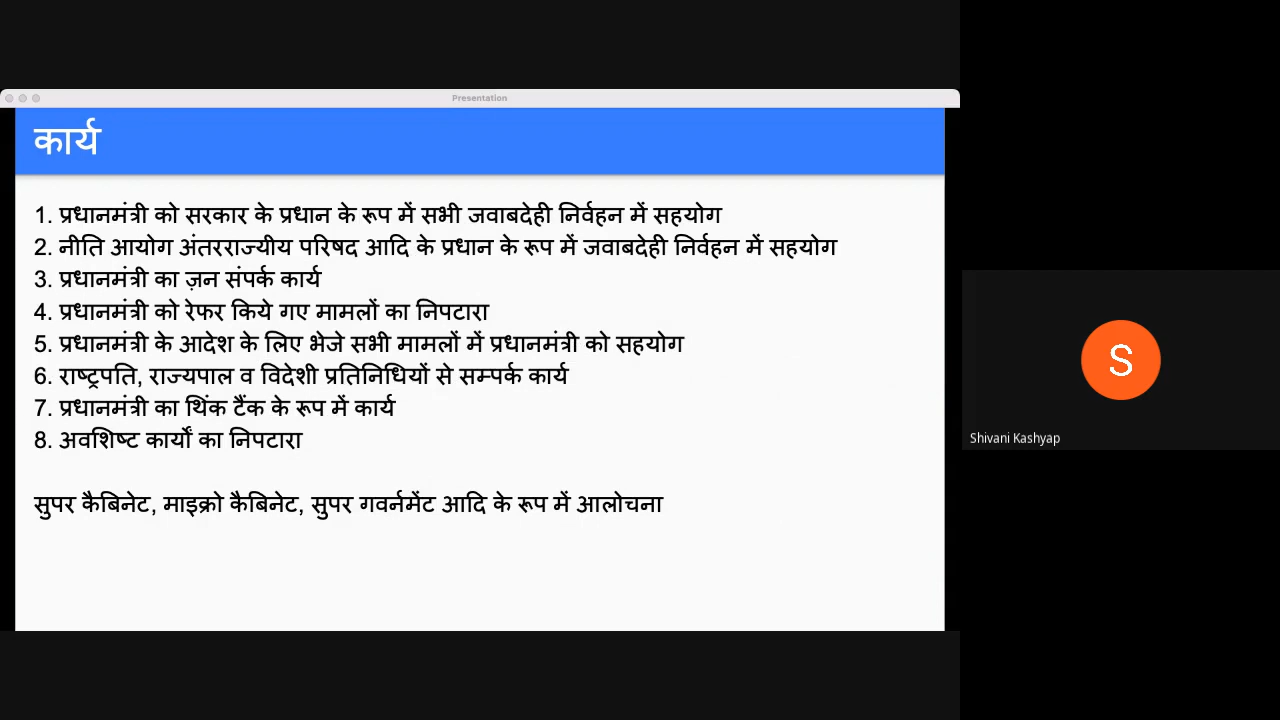 Presentation
कार्य
1. प्रधानमंत्री को सरकार के प्रधान के रूप में सभी जवाबदेही निर्वहन में सहयोग
2. नीति आयोग अंतरराज्यीय परिषद आदि के प्रधान के रूप में जवाबदेही निर्वहन में सहयोग
3. प्रधानमंत्री का ज़न संपर्क कार्य
4. प्रधानमंत्री को रेफर किये गए मामलों का निपटारा
5. प्रधानमंत्री के आदेश के लिए भेजे सभी मामलों में प्रधानमंत्री को सहयोग
6. राष्ट्रपति, राज्यपाल व विदेशी प्रतिनिधियों से सम्पर्क कार्य
7. प्रधानमंत्री का थिंक टैंक के रूप में कार्य
8. अवशिष्ट कार्यों का निपटारा
सुपर कैबिनेट, माइक्रो कैबिनेट, सुपर गवर्नमेंट आदि के रूप में आलोचना
S
Shivani Kashyap